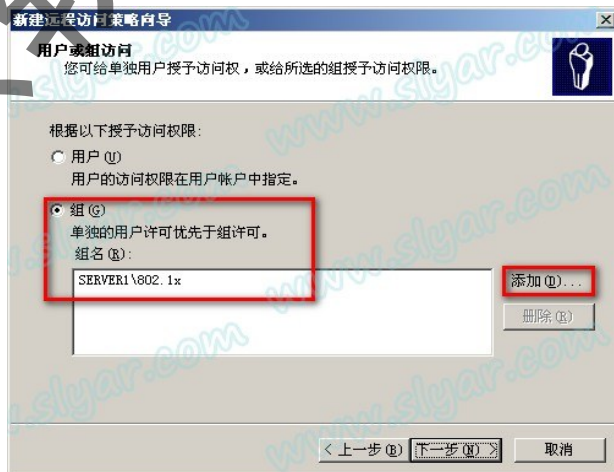 新建远程访问策略向导
用户或组访问
您可给单独用户授予访问权，或给所选的组授予访问权限。
根据以下授予访问权限:
用户(U)
用户的访问权限在用户帐户中指定。
组(G)
单独的用户许可优先于组许可。
组名(R):
SERVER1\802.1x
添加(D)...
删除(E)
< 上一步(B)
下一步(N) >
取消
www.slyar.com